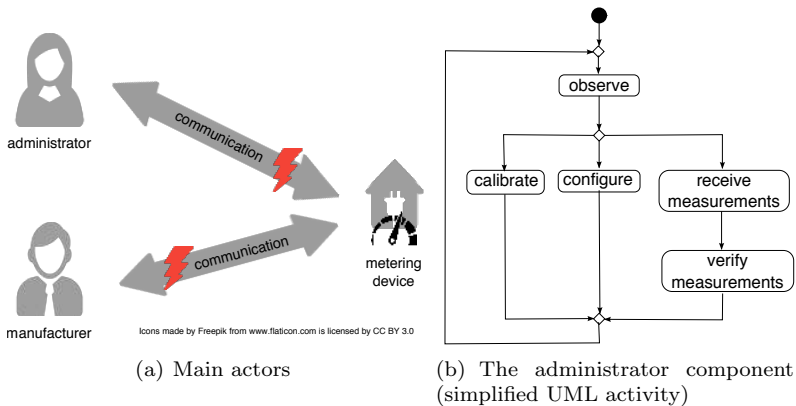 administrator
communication
communication
manufacturer
metering
device
Icons made by Freepik from www.flaticon.com is licensed by CC BY 3.0
(a) Main actors
observe
calibrate
configure
receive
measurements
verify
measurements
(b) The administrator component
(simplified UML activity)